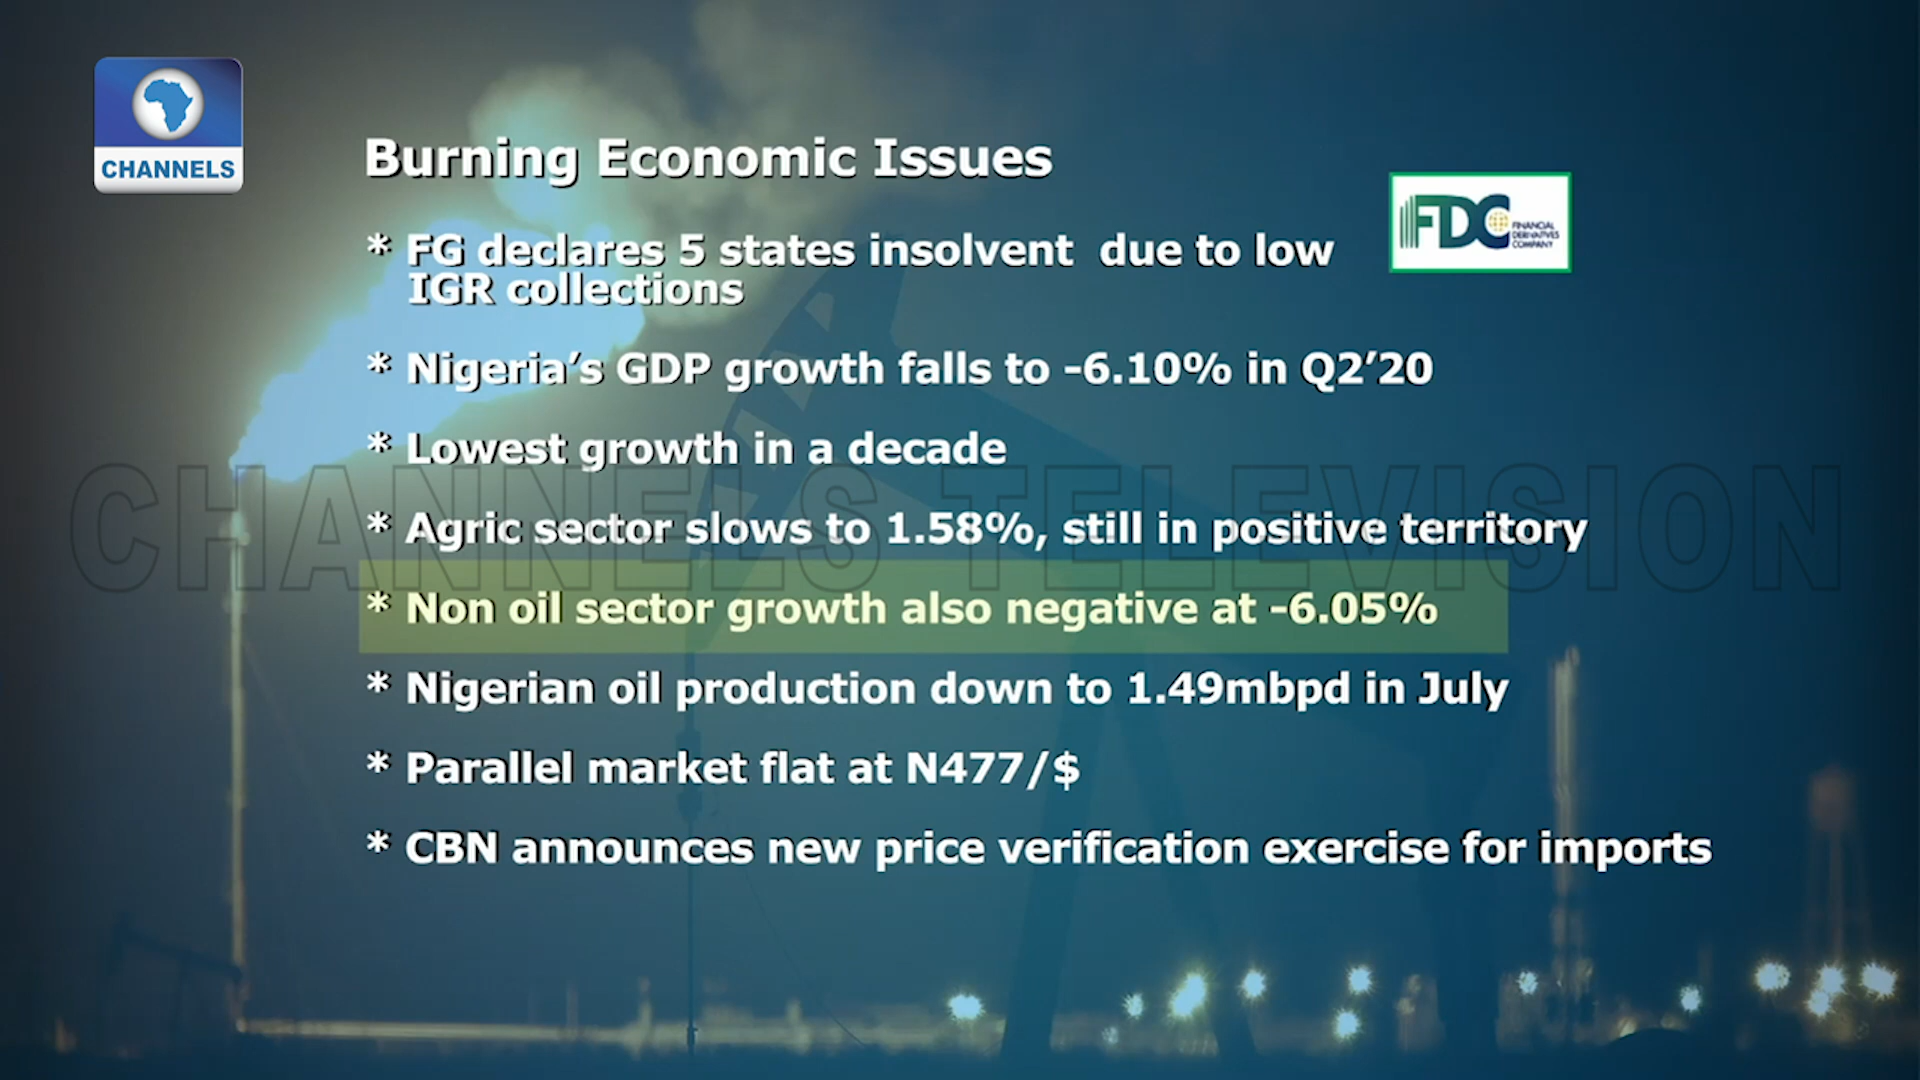 CHANNELS
Burning Economic Issues
FDC
FINANCIAL
DERIVATIVES
COMPANY
* FG declares 5 states insolvent  due to low
IGR collections
* Nigeria’s GDP growth falls to -6.10% in Q2’20
* Lowest growth in a decade
* Agric sector slows to 1.58%, still in positive territory
CHANNELS TELEVISION
* Non oil sector growth also negative at -6.05%
* Nigerian oil production down to 1.49mbpd in July
* Parallel market flat at N477/$
* CBN announces new price verification exercise for imports